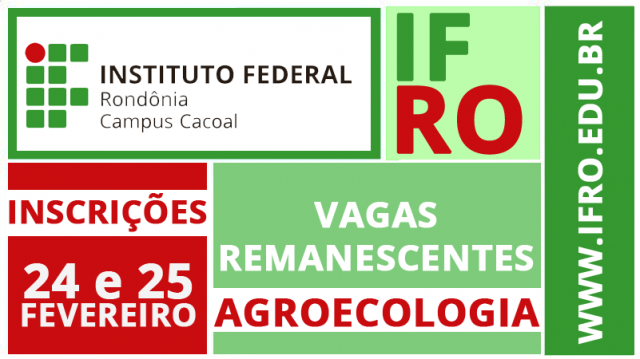 INSTITUTO FEDERAL
Rondônia
Campus Cacoal
IF
RO
INSCRIÇÕES
24 e 25
FEVEREIRO
VAGAS
REMANESCENTES
AGROECOLOGIA
WWW.IFRO.EDU.BR